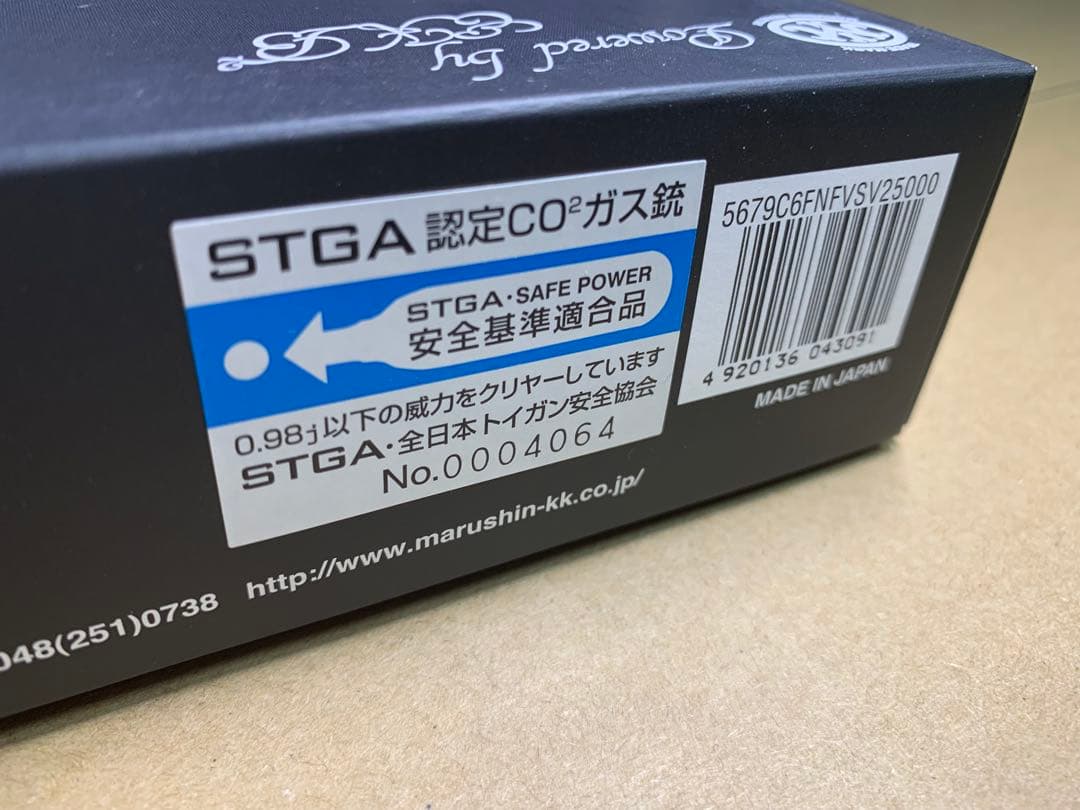 Powered by
STGA 認定CO²ガス銃
STGA・SAFE POWER
安全基準適合品
0.98j以下の威力をクリヤーしています
STGA・全日本トイガン安全協会
No.0004064
5679C6FNFVSV25000
4 920136 043091
MADE IN JAPAN.
048(251)0738
http://www.marushin-kk.co.jp/